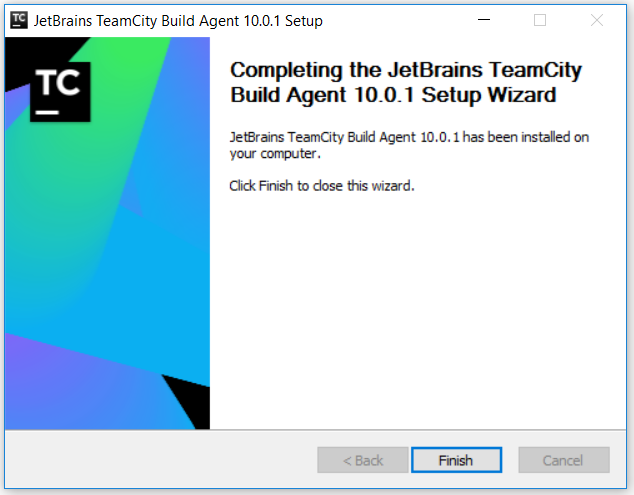 TC JetBrains TeamCity Build Agent 10.0.1 Setup
TC
Completing the JetBrains TeamCity
Build Agent 10.0.1 Setup Wizard
JetBrains TeamCity Build Agent 10.0.1 has been installed on
your computer.
Click Finish to close this wizard.
< Back Finish Cancel